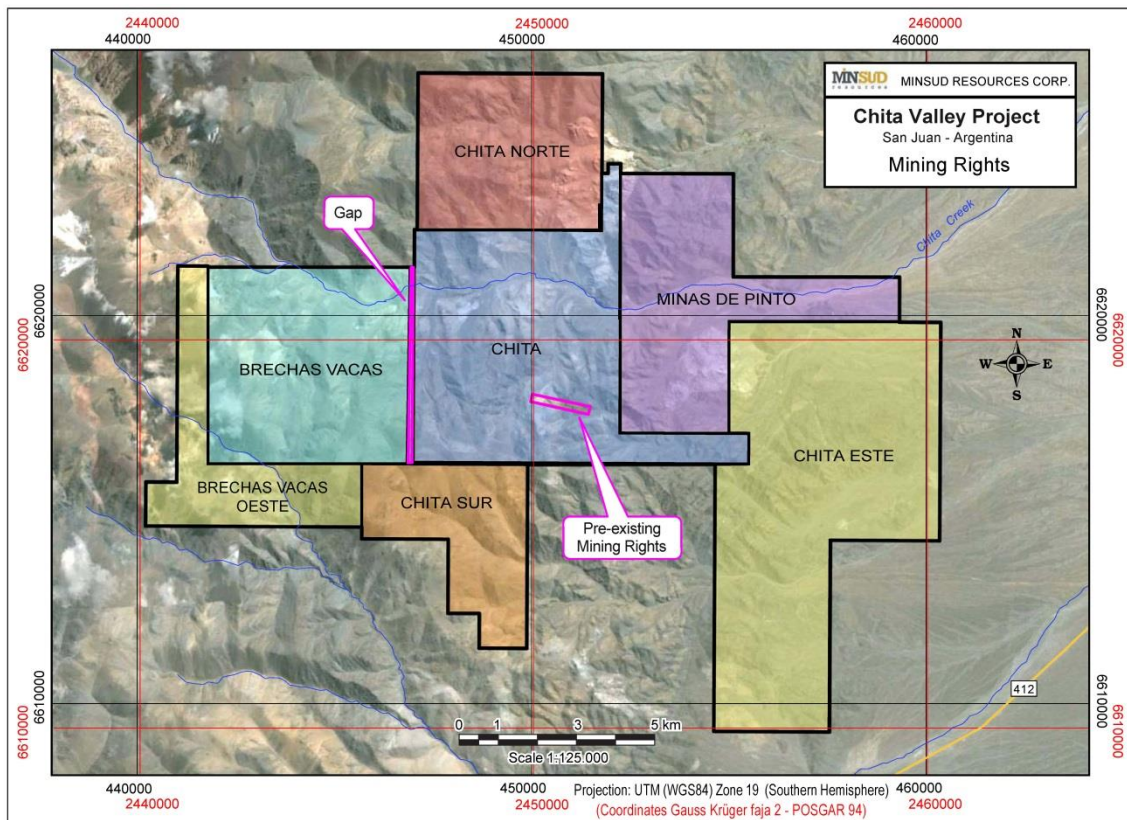 2440000 2450000 2460000
440000 450000 460000
MINSUD
RESOURCES
MINSUD RESOURCES CORP.
Chita Valley Project
San Juan - Argentina
Mining Rights
CHITA NORTE
Gap
Chita Creek
MINAS DE PINTO
6620000 6620000
6620000 6620000
CHITA
BRECHAS VACAS
N
W E
S
CHITA ESTE
BRECHAS VACAS
OESTE
CHITA SUR
Pre-existing
Mining Rights
412
6610000 6610000
6610000 6610000
0 1 3 5 km
Scale 1:125.000
440000 450000 460000
2440000 2450000 2460000
Projection: UTM (WGS84) Zone 19 (Southern Hemisphere)
(Coordinates Gauss Krüger faja 2 - POSGAR 94)